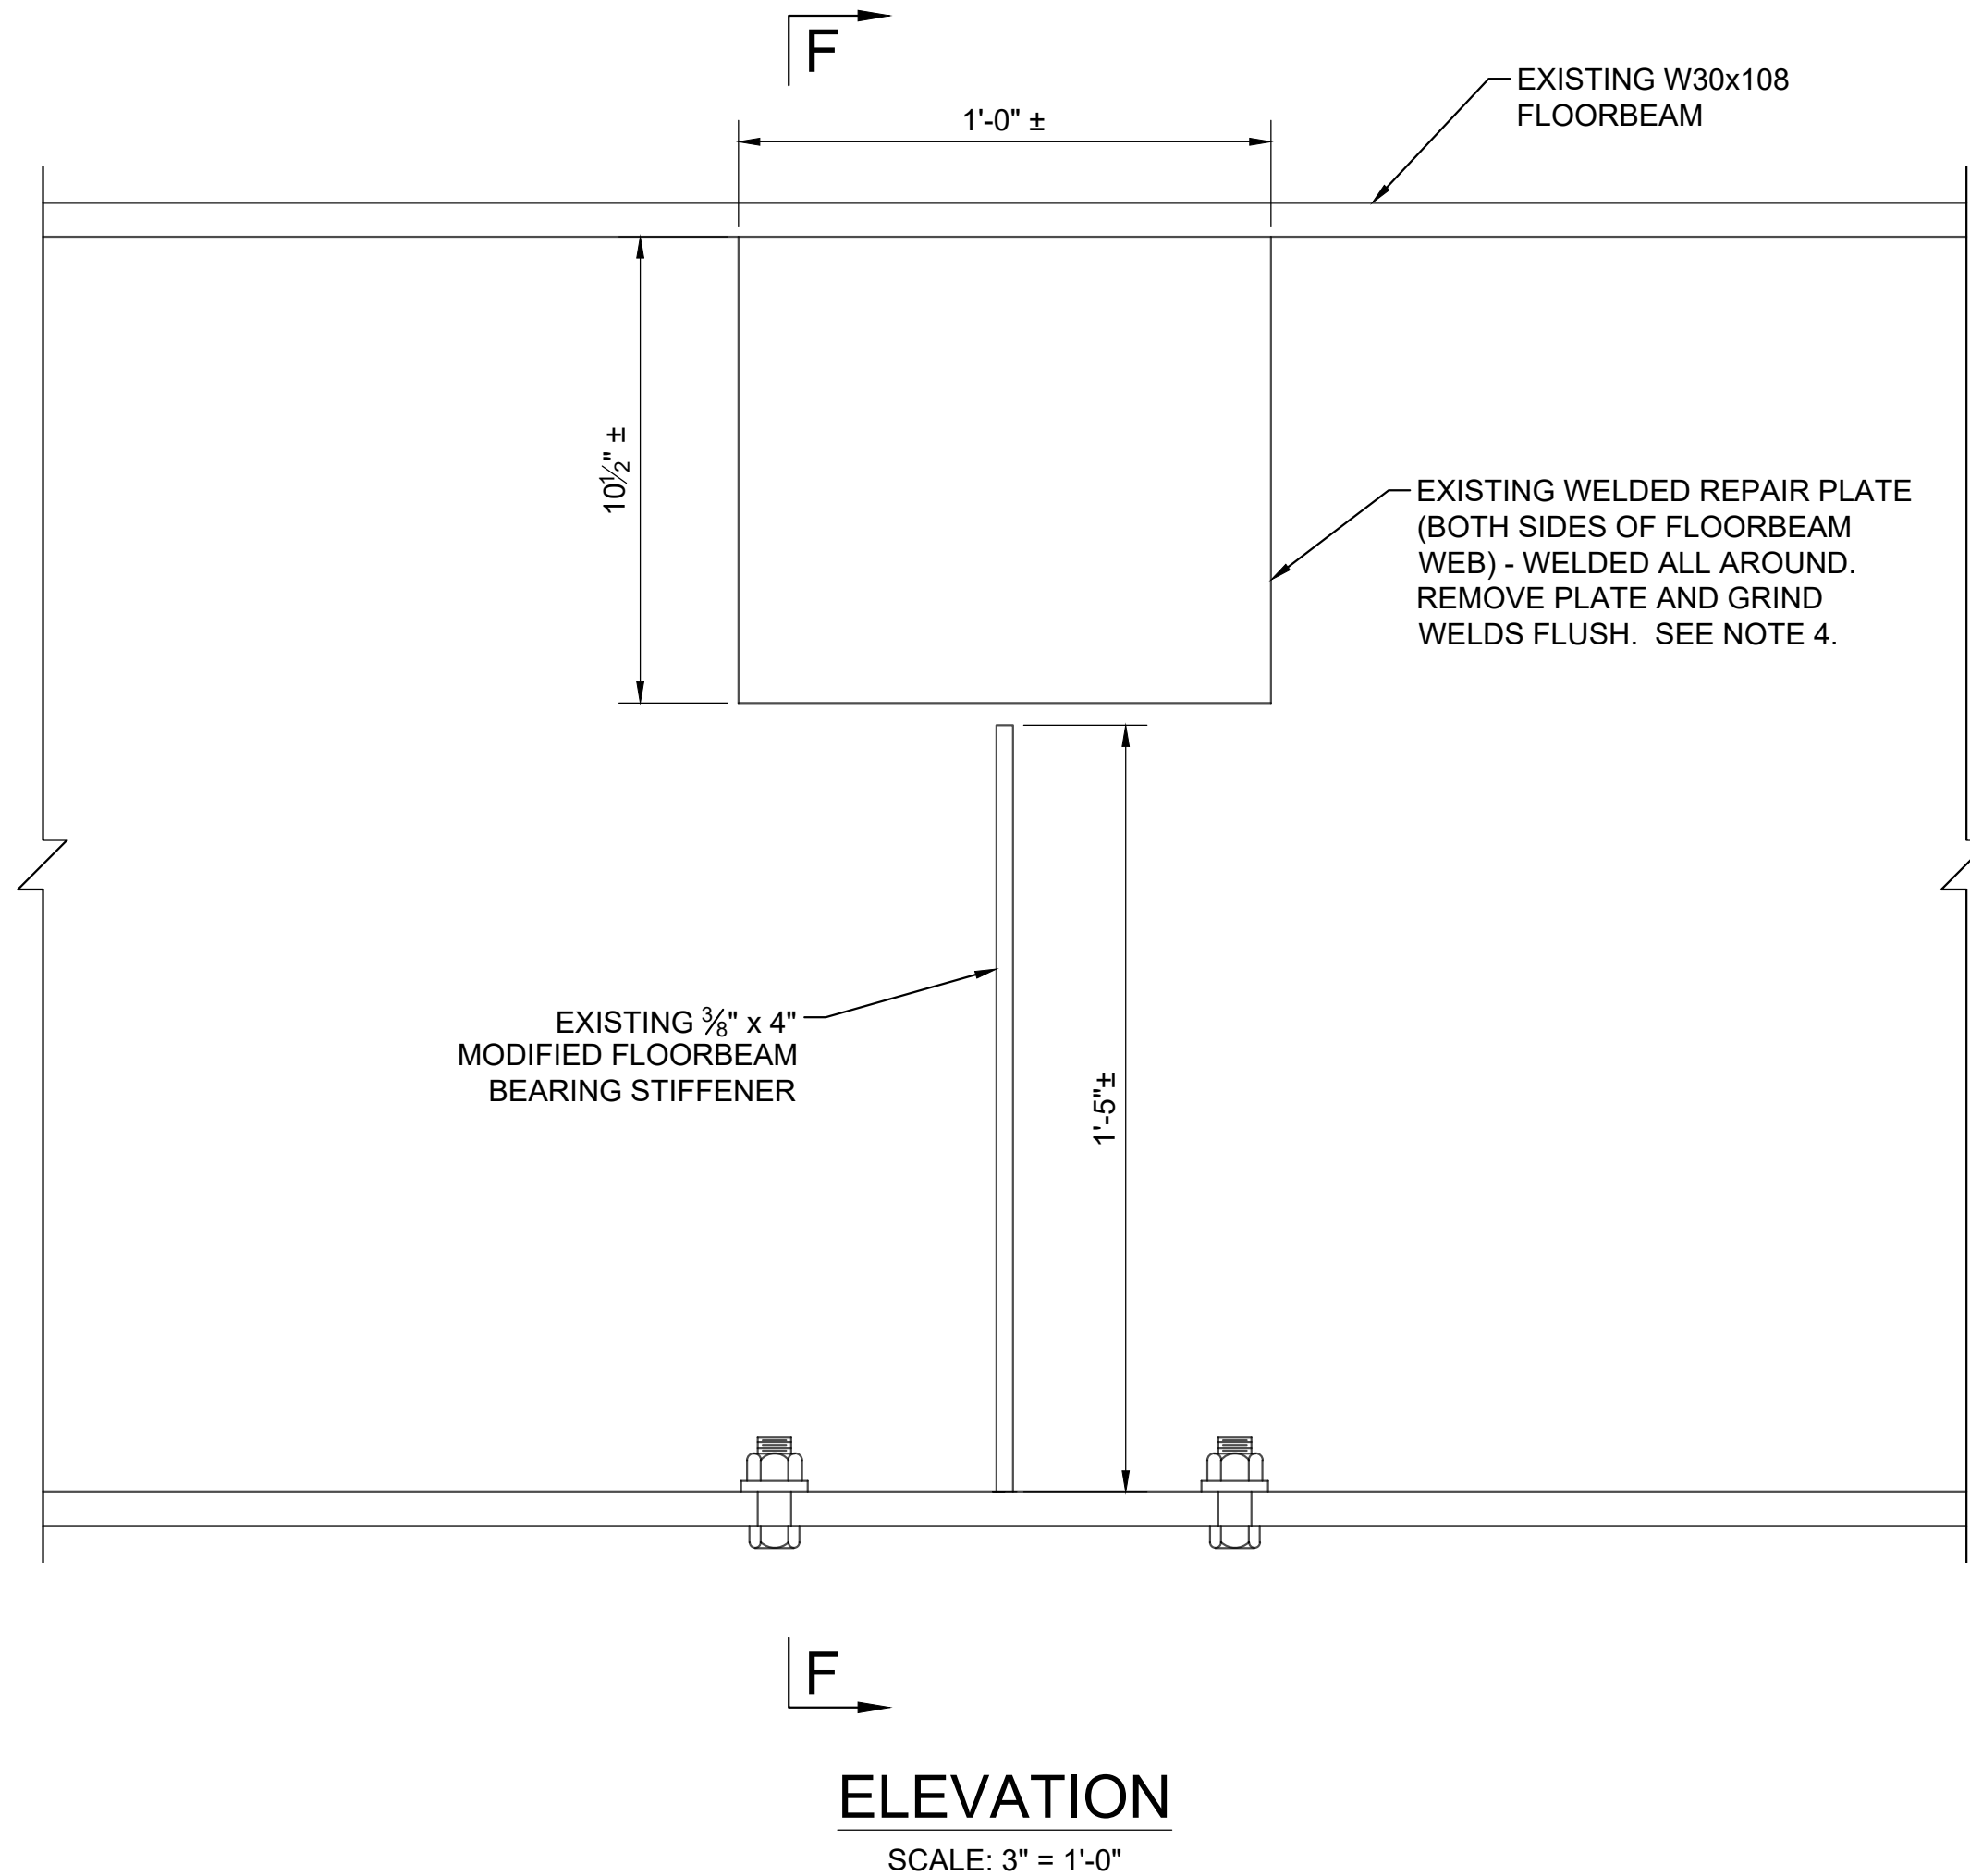 F
1'-0" ±
EXISTING W30x108
FLOORBEAM
10½" ±
EXISTING WELDED REPAIR PLATE
(BOTH SIDES OF FLOORBEAM
WEB) - WELDED ALL AROUND.
REMOVE PLATE AND GRIND
WELDS FLUSH. SEE NOTE 4.
EXISTING ⅜" x 4"
MODIFIED FLOORBEAM
BEARING STIFFENER
1'-5"±
F
ELEVATION
SCALE: 3" = 1'-0"